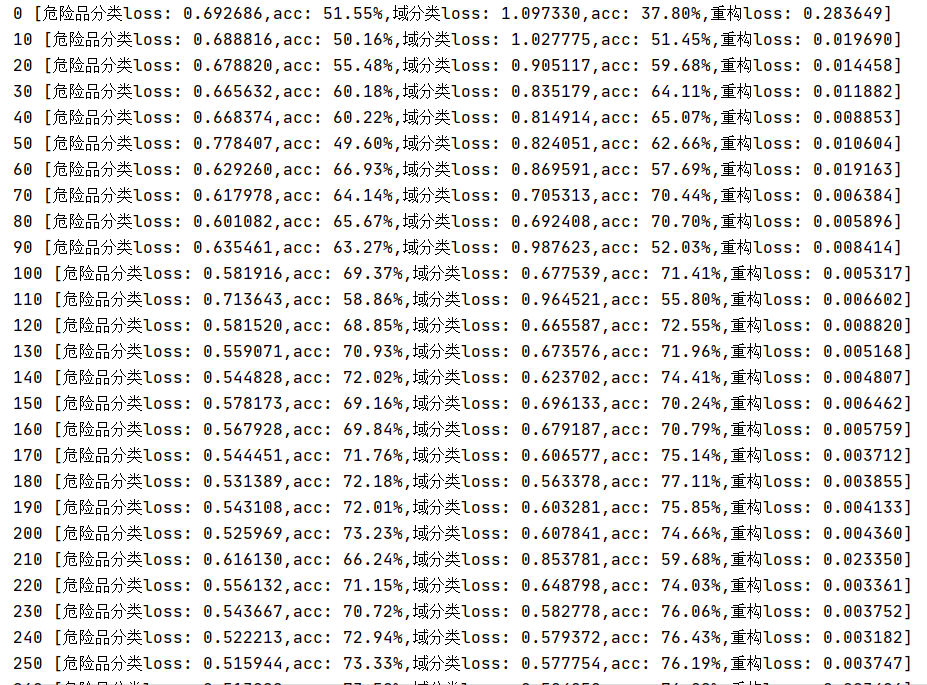 0 [危险品分类loss: 0.692686,acc: 51.55%,域分类loss: 1.097330,acc: 37.80%,重构loss: 0.283649]
10 [危险品分类loss: 0.688816,acc: 50.16%,域分类loss: 1.027775,acc: 51.45%,重构loss: 0.019690]
20 [危险品分类loss: 0.678820,acc: 55.48%,域分类loss: 0.905117,acc: 59.68%,重构loss: 0.014458]
30 [危险品分类loss: 0.665632,acc: 60.18%,域分类loss: 0.835179,acc: 64.11%,重构loss: 0.011882]
40 [危险品分类loss: 0.668374,acc: 60.22%,域分类loss: 0.814914,acc: 65.07%,重构loss: 0.008853]
50 [危险品分类loss: 0.778407,acc: 49.60%,域分类loss: 0.824051,acc: 62.66%,重构loss: 0.010604]
60 [危险品分类loss: 0.629260,acc: 66.93%,域分类loss: 0.869591,acc: 57.69%,重构loss: 0.019163]
70 [危险品分类loss: 0.617978,acc: 64.14%,域分类loss: 0.705313,acc: 70.44%,重构loss: 0.006384]
80 [危险品分类loss: 0.601082,acc: 65.67%,域分类loss: 0.692408,acc: 70.70%,重构loss: 0.005896]
90 [危险品分类loss: 0.635461,acc: 63.27%,域分类loss: 0.987623,acc: 52.03%,重构loss: 0.008414]
100 [危险品分类loss: 0.581916,acc: 69.37%,域分类loss: 0.677539,acc: 71.41%,重构loss: 0.005317]
110 [危险品分类loss: 0.713643,acc: 58.86%,域分类loss: 0.964521,acc: 55.80%,重构loss: 0.006602]
120 [危险品分类loss: 0.581520,acc: 68.85%,域分类loss: 0.665587,acc: 72.55%,重构loss: 0.008820]
130 [危险品分类loss: 0.559071,acc: 70.93%,域分类loss: 0.673576,acc: 71.96%,重构loss: 0.005168]
140 [危险品分类loss: 0.544828,acc: 72.02%,域分类loss: 0.623702,acc: 74.41%,重构loss: 0.004807]
150 [危险品分类loss: 0.578173,acc: 69.16%,域分类loss: 0.696133,acc: 70.24%,重构loss: 0.006462]
160 [危险品分类loss: 0.567928,acc: 69.84%,域分类loss: 0.679187,acc: 70.79%,重构loss: 0.005759]
170 [危险品分类loss: 0.544451,acc: 71.76%,域分类loss: 0.606577,acc: 75.14%,重构loss: 0.003712]
180 [危险品分类loss: 0.531389,acc: 72.18%,域分类loss: 0.563378,acc: 77.11%,重构loss: 0.003855]
190 [危险品分类loss: 0.543108,acc: 72.01%,域分类loss: 0.603281,acc: 75.85%,重构loss: 0.004133]
200 [危险品分类loss: 0.525969,acc: 73.23%,域分类loss: 0.607841,acc: 74.66%,重构loss: 0.004360]
210 [危险品分类loss: 0.616130,acc: 66.24%,域分类loss: 0.853781,acc: 59.68%,重构loss: 0.023350]
220 [危险品分类loss: 0.556132,acc: 71.15%,域分类loss: 0.648798,acc: 74.03%,重构loss: 0.003361]
230 [危险品分类loss: 0.543667,acc: 70.72%,域分类loss: 0.582778,acc: 76.06%,重构loss: 0.003752]
240 [危险品分类loss: 0.522213,acc: 72.94%,域分类loss: 0.579372,acc: 76.43%,重构loss: 0.003182]
250 [危险品分类loss: 0.515944,acc: 73.33%,域分类loss: 0.577754,acc: 76.19%,重构loss: 0.003747]